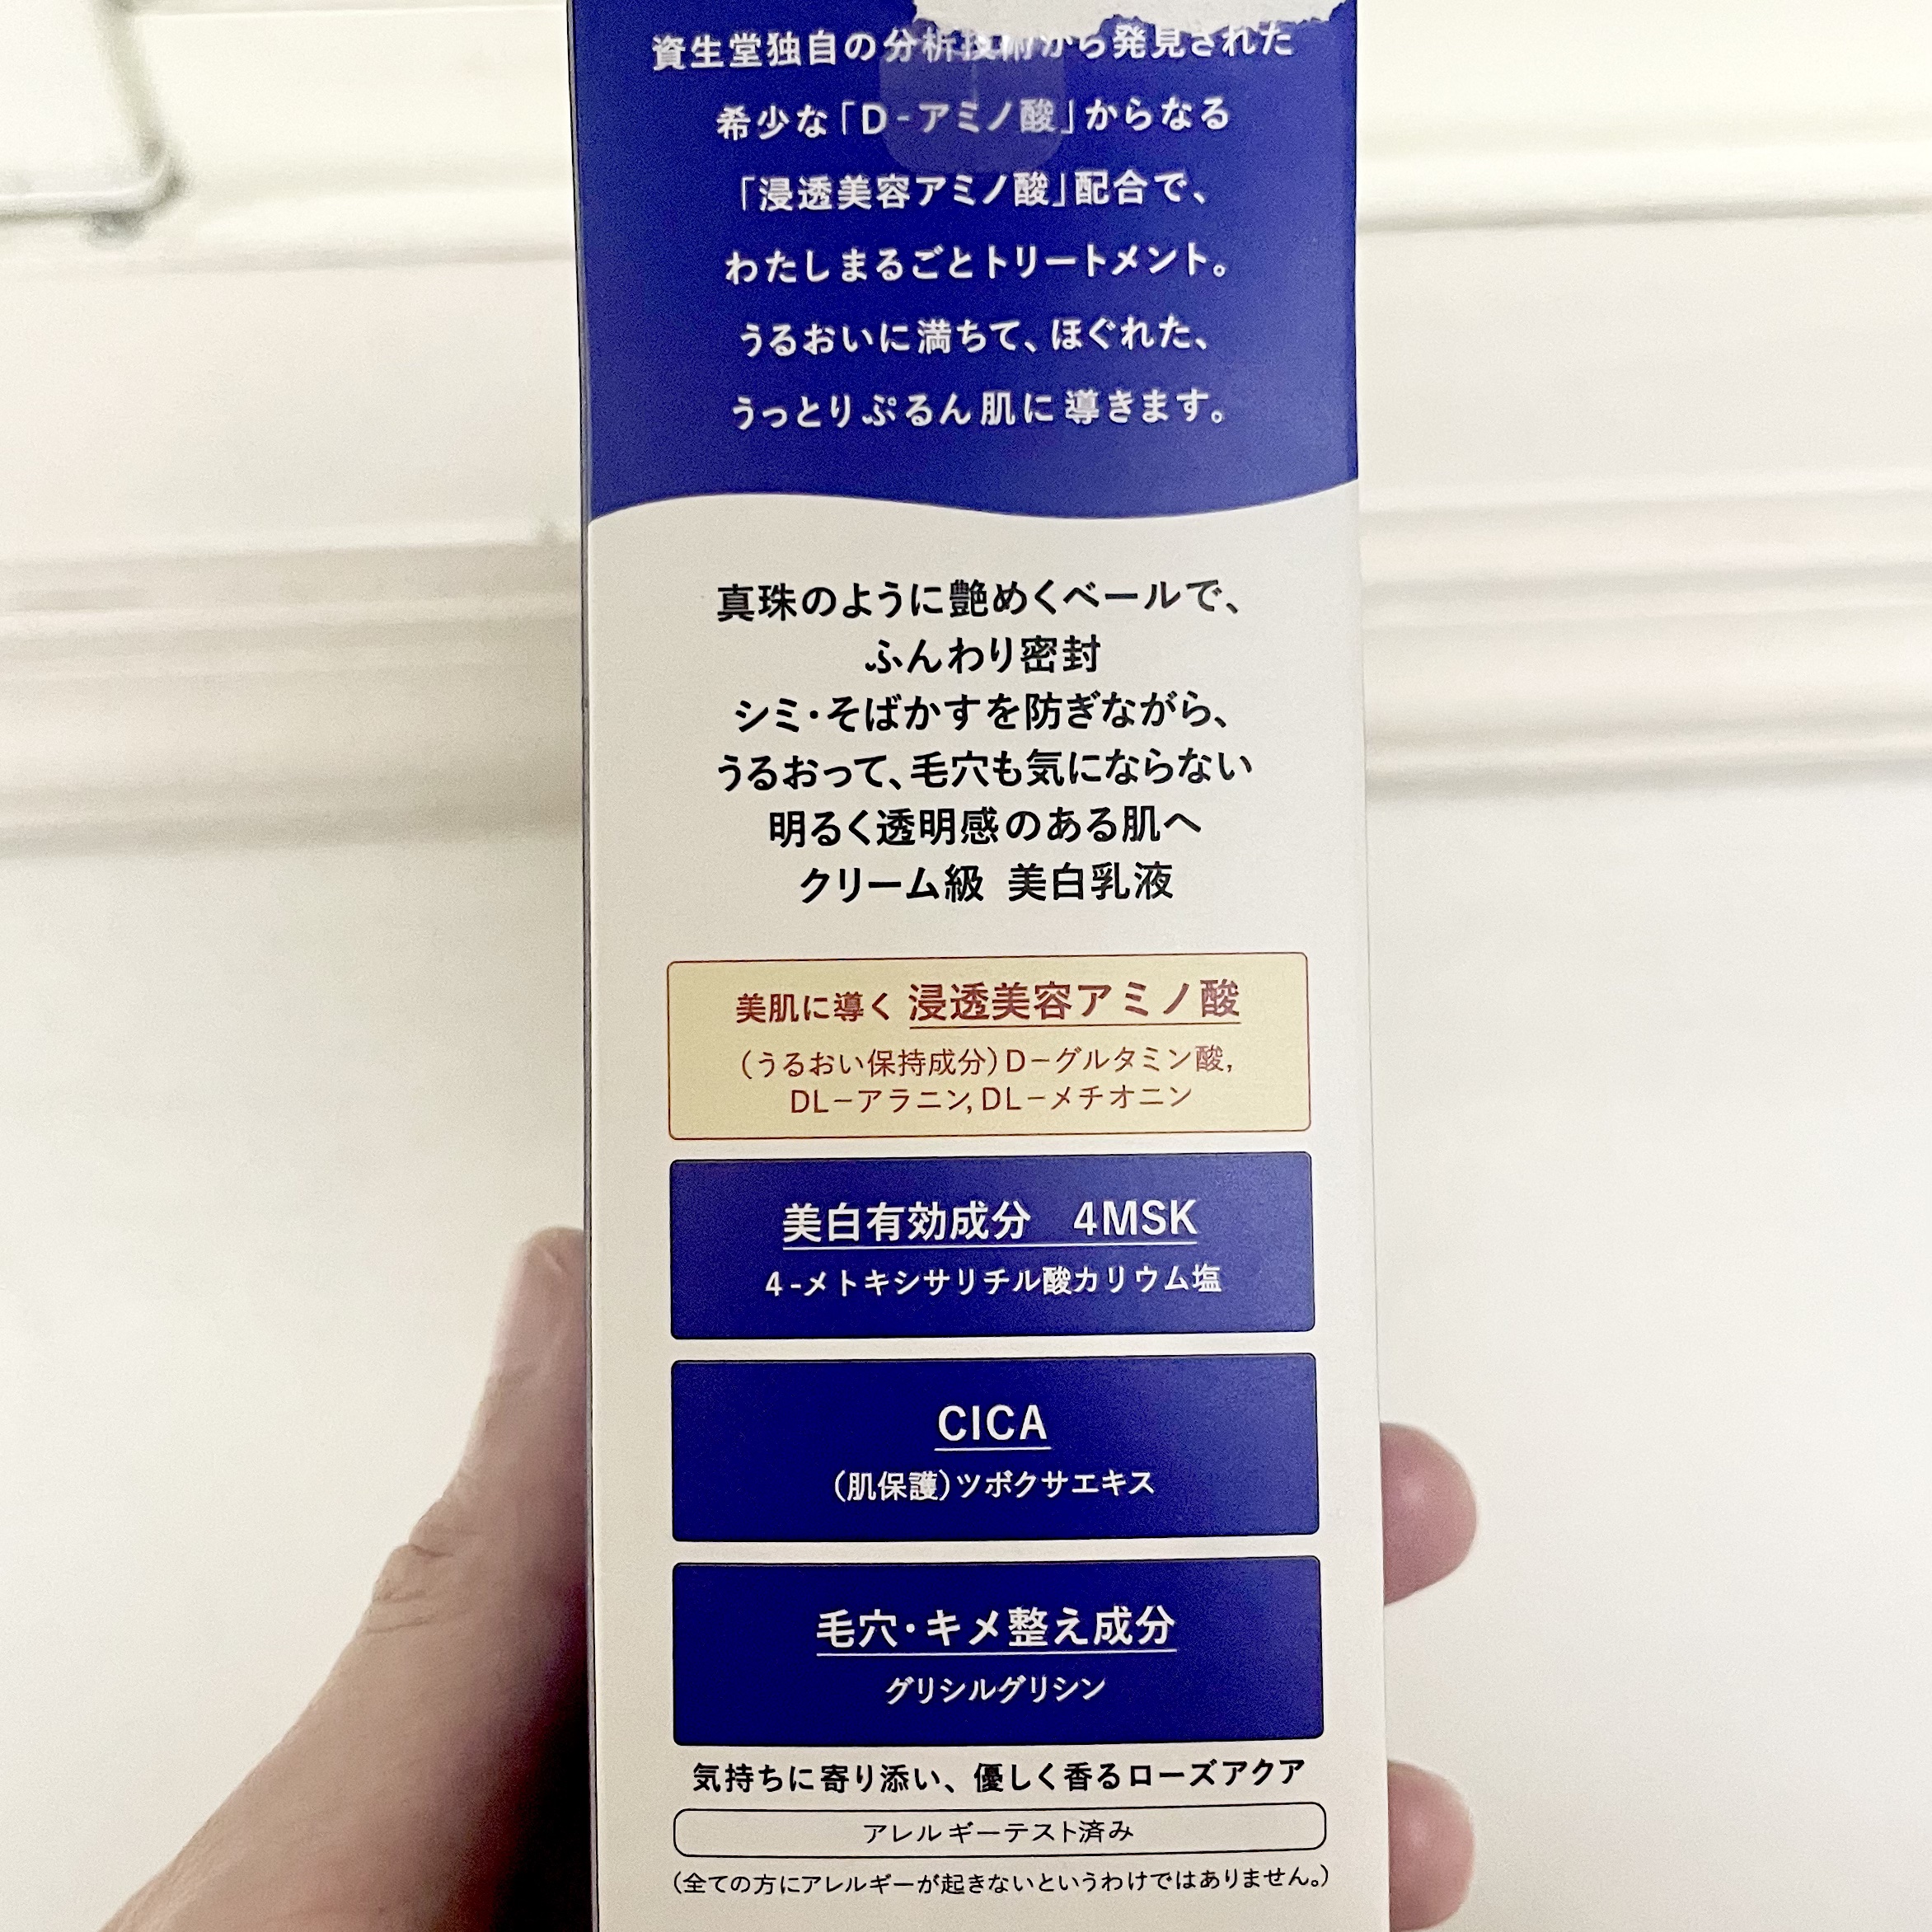 資生堂独自の分析技術から発見された
希少な「D-アミノ酸」からなる
「浸透美容アミノ酸」配合で、
わたしまるごとトリートメント。
うるおいに満ちて、ほぐれた、
うっとりぷるん肌に導きます。
真珠のように艶めくベールで、
ふんわり密封
シミ・そばかすを防ぎながら、
うるおって、毛穴も気にならない
明るく透明感のある肌へ
クリーム級 美白乳液
美肌に導く 浸透美容アミノ酸
(うるおい保持成分)D-グルタミン酸,
DL-アラニン, DL-メチオニン
美白有効成分 4MSK
4-メトキシサリチル酸カリウム塩
CICA
(肌保護)ツボクサエキス
毛穴・キメ整え成分
グリシルグリシン
気持ちに寄り添い、優しく香るローズアクア
アレルギーテスト済み
(全ての方にアレルギーが起きないというわけではありません。)